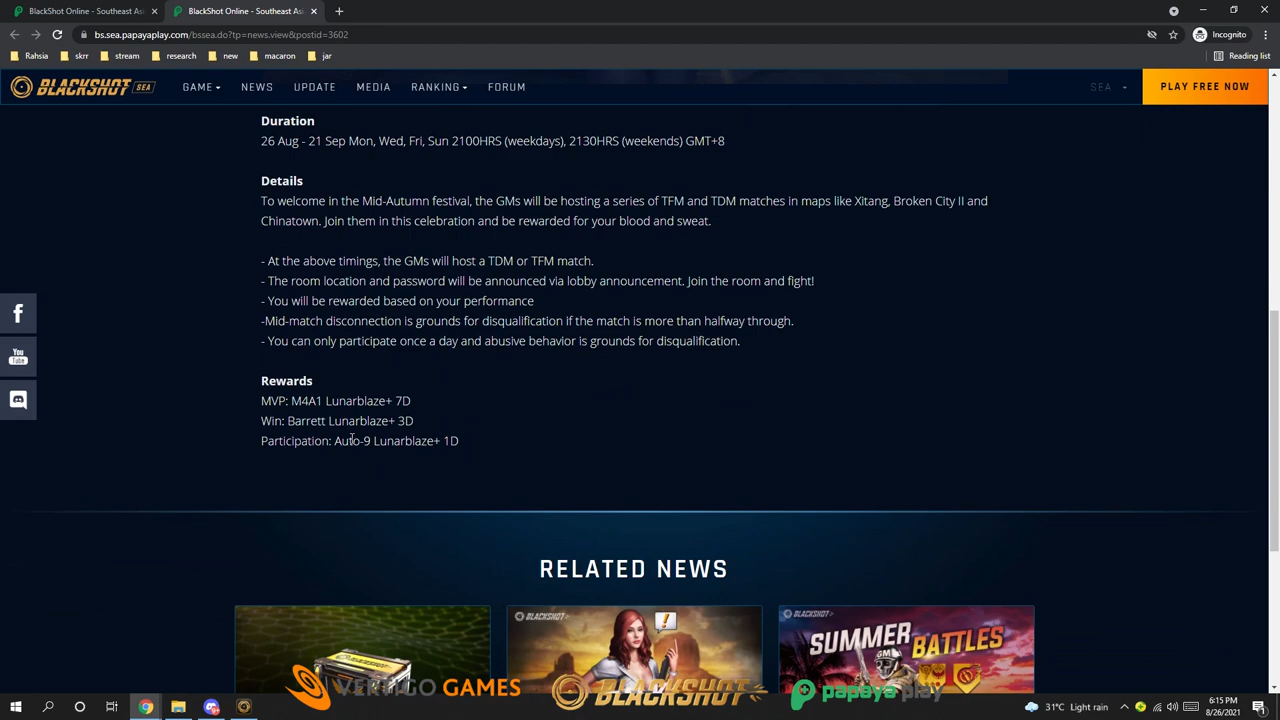 BlackShot Online - Southeast Asi
BlackShot Online - Southeast Asi
bs.sea.papayaplay.com/bssea.do?tp=news.view&postid=3602
Incognito
Rahsia
skrr
stream
research
new
macaron
jar
Reading list
BLACKSHOT SEA
GAME
NEWS
UPDATE
MEDIA
RANKING
FORUM
SEA
PLAY FREE NOW
Duration
26 Aug - 21 Sep Mon, Wed, Fri, Sun 2100HRS (weekdays), 2130HRS (weekends) GMT+8
Details
To welcome in the Mid-Autumn festival, the GMs will be hosting a series of TFM and TDM matches in maps like Xitang, Broken City II and
Chinatown. Join them in this celebration and be rewarded for your blood and sweat.
- At the above timings, the GMs will host a TDM or TFM match.
- The room location and password will be announced via lobby announcement. Join the room and fight!
- You will be rewarded based on your performance
-Mid-match disconnection is grounds for disqualification if the match is more than halfway through.
- You can only participate once a day and abusive behavior is grounds for disqualification.
Rewards
MVP: M4A1 Lunarblaze+ 7D
Win: Barrett Lunarblaze+ 3D
Participation: Auto-9 Lunarblaze+ 1D
You
Tube
RELATED NEWS
BLACKSHOT
BLACKSHOT
SUMMER
BATTLES
GM
VERTIGO GAMES
BLACKSHOT
papaya play
31°C Light rain
6:15 PM
8/26/2021